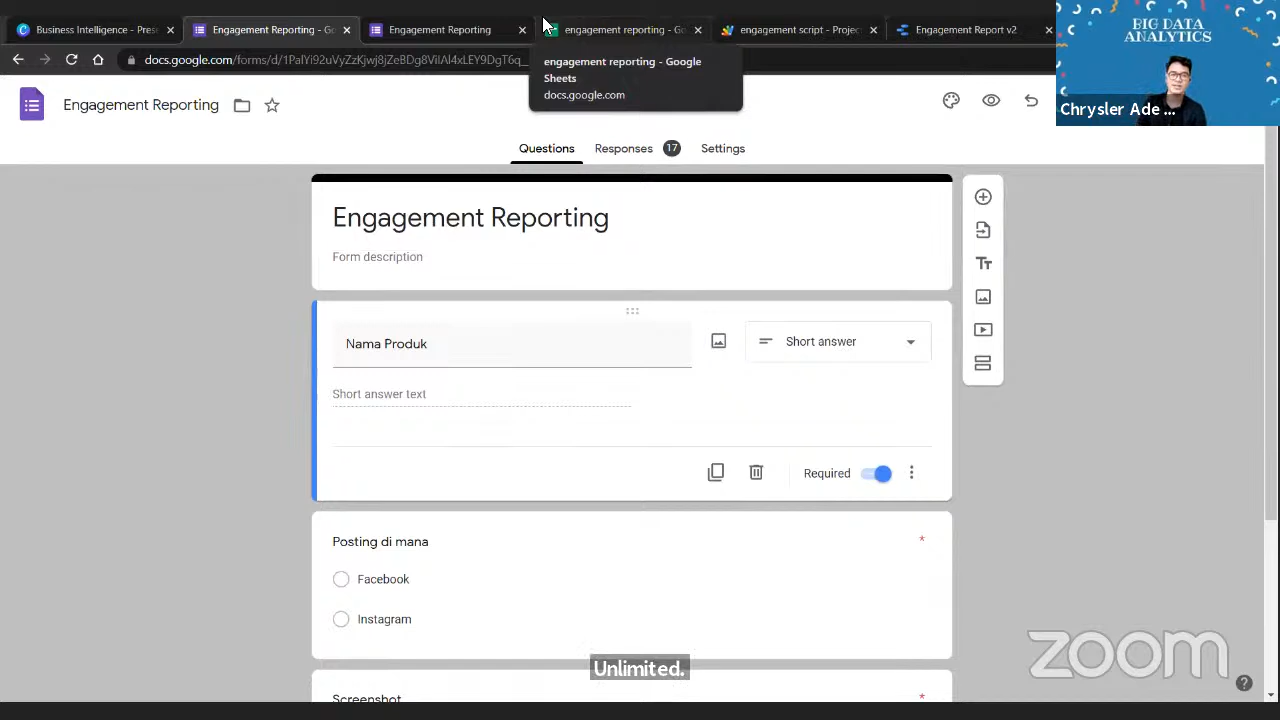 Business Intelligence - Pres
Engagement Reporting - Go
Engagement Reporting
engagement reporting - Go
engagement script - Project
Engagement Report v2
docs.google.com/forms/d/
engagement reporting - Google
Sheets
docs.google.com
BIG DATA
ANALYTICS
Chrysler Ade ...
Engagement Reporting
Questions
Responses
17
Settings
Engagement Reporting
Form description
Nama Produk
Short answer
Short answer text
Required
Posting di mana
*
Facebook
Instagram
Unlimited.
zoom
Screenshot
*